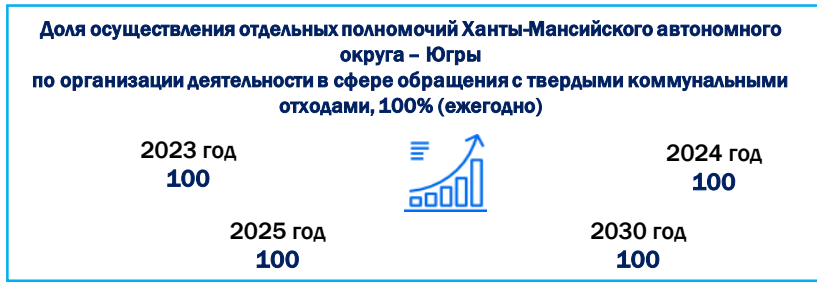 Доля осуществления отдельных полномочий Ханты-Мансийского автономного
округа – Югры
по организации деятельности в сфере обращения с твердыми коммунальными
отходами, 100% (ежегодно)
2023 год
100
2024 год
100
2025 год
100
2030 год
100